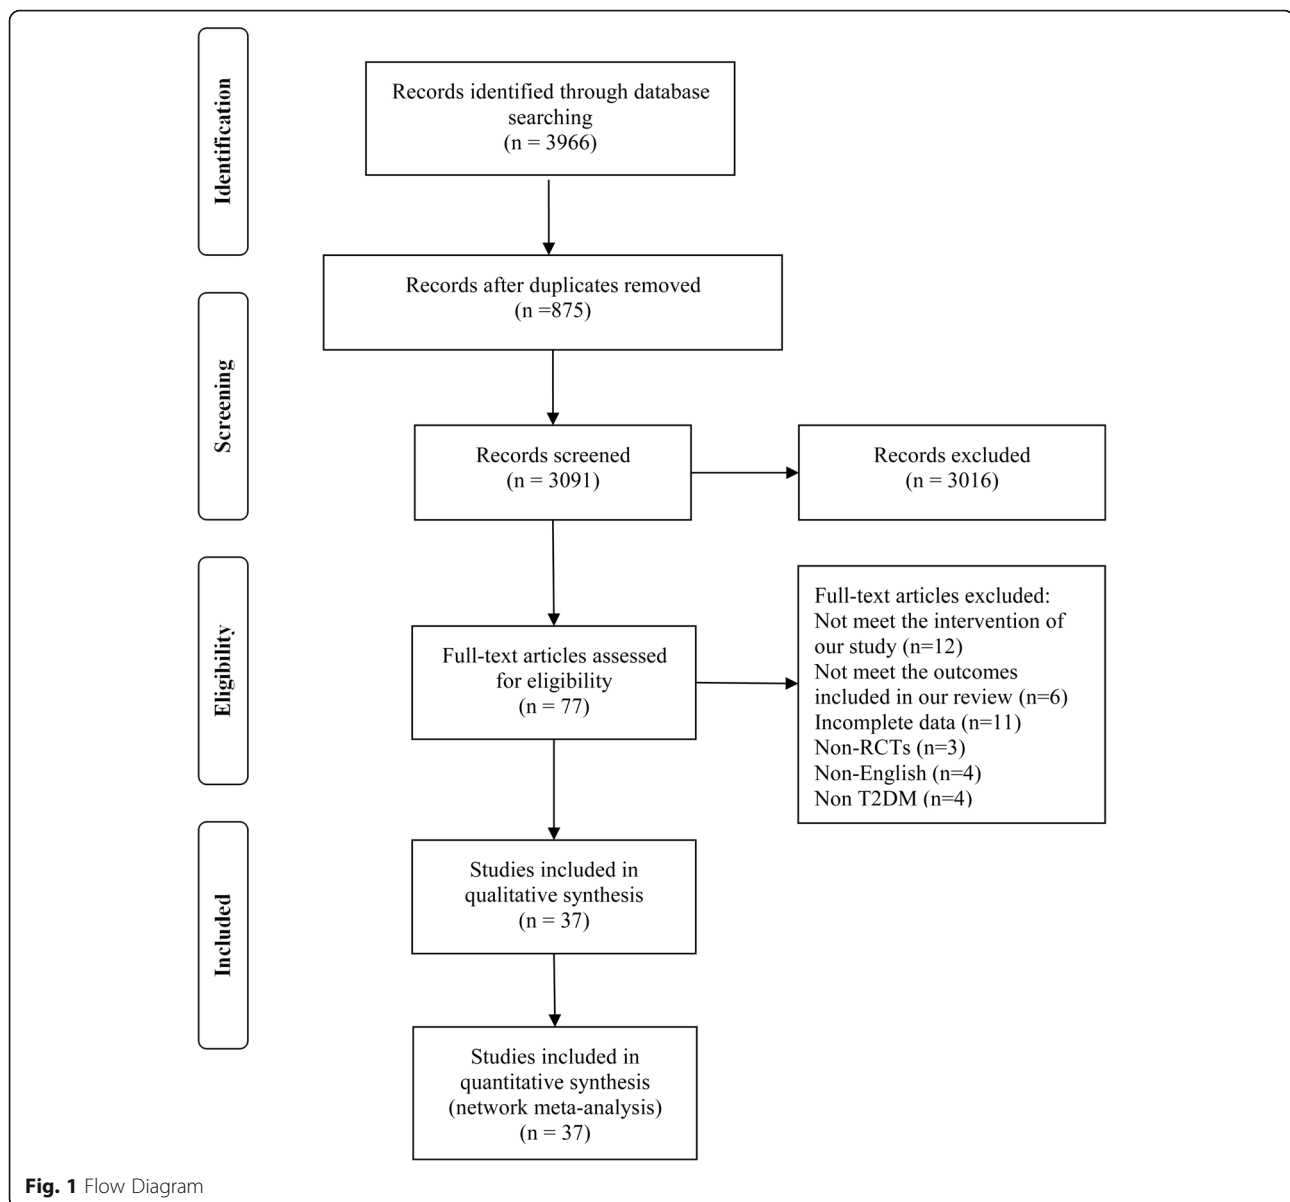 Identification
Records identified through database
searching
(n = 3966)
Records after duplicates removed
(n =875)
Screening
Records screened
(n = 3091)
Records excluded
(n = 3016)
Eligibility
Full-text articles assessed
for eligibility
(n = 77)
Full-text articles excluded:
Not meet the intervention of
our study (n=12)
Not meet the outcomes
included in our review (n=6)
Incomplete data (n=11)
Non-RCTs (n=3)
Non-English (n=4)
Non T2DM (n=4)
Included
Studies included in
qualitative synthesis
(n = 37)
Studies included in
quantitative synthesis
(network meta-analysis)
(n = 37)
Fig. 1 Flow Diagram